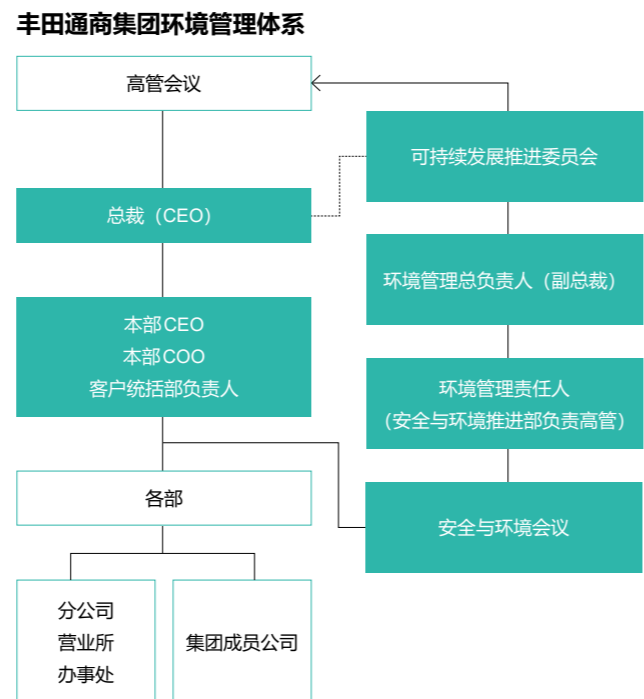 丰田通商集团环境管理体系
高管会议
可持续发展推进委员会
总裁（CEO）
环境管理总负责人（副总裁）
本部CEO
本部COO
客户统括部负责人
环境管理责任人
（安全与环境推进部负责高管）
各部
安全与环境会议
分公司
营业所
办事处
集团成员公司